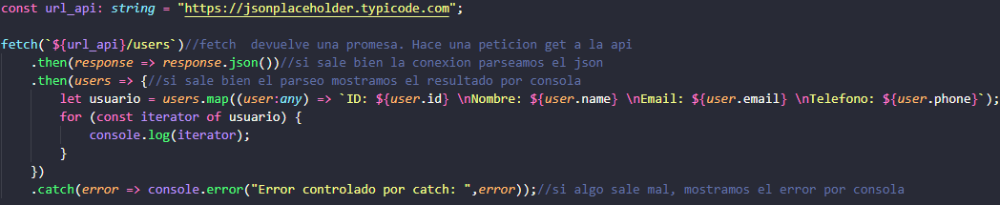 const url_api: string = "https://jsonplaceholder.typicode.com";
fetch(`${url_api}/users`)//fetch  devuelve una promesa. Hace una peticion get a la api
    .then(response => response.json())//si sale bien la conexion parseamos el json
    .then(users => {//si sale bien el parseo mostramos el resultado por consola
        let usuario = users.map((user:any) => `ID: ${user.id} \nNombre: ${user.name} \nEmail: ${user.email} \nTelefono: ${user.phone}`);
        for (const iterator of usuario) {
            console.log(iterator);
        }
    })
    .catch(error => console.error("Error controlado por catch: ",error));//si algo sale mal, mostramos el error por consola